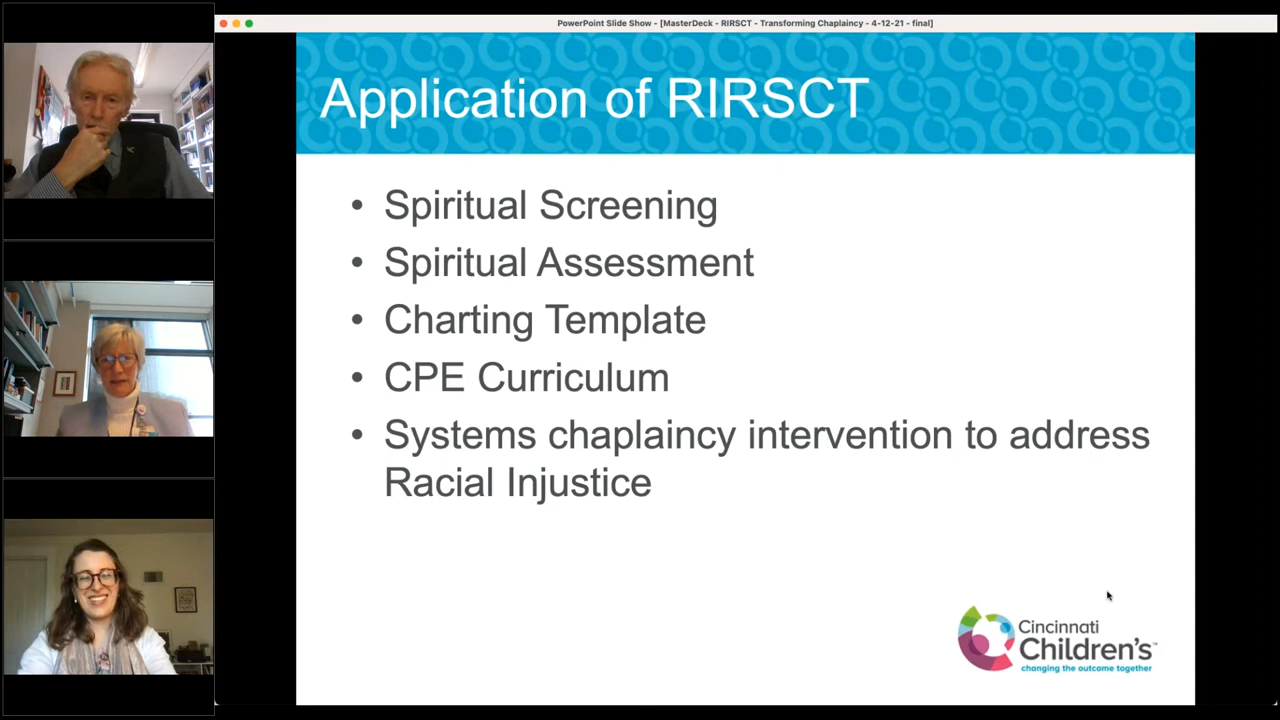 PowerPoint Slide Show - [MasterDeck - RIRSCT - Transforming Chaplaincy - 4-12-21 - final]
Application of RIRSCT
• Spiritual Screening
• Spiritual Assessment
• Charting Template
• CPE Curriculum
• Systems chaplaincy intervention to address
Racial Injustice
Cincinnati
Children's™
changing the outcome together